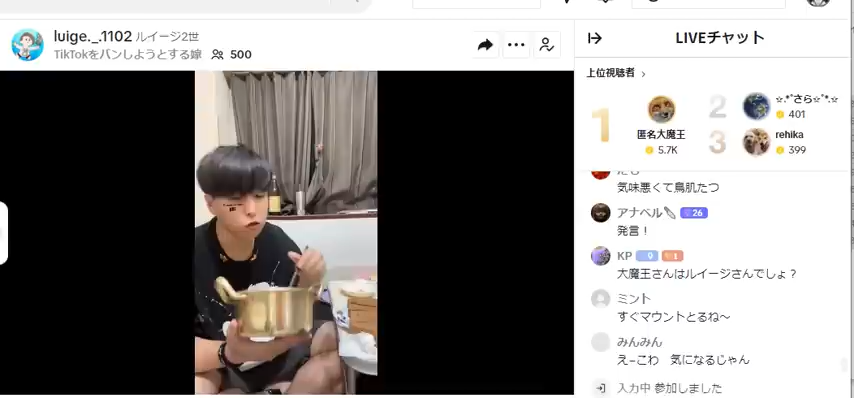 luige._.1102 ルイージ2世
TikTokをバンしようとする嫁 500
LIVEチャット
上位視聴者
1
匿名大魔王
5.7K
2
☆.*˚さら☆˚*.☆
401
3
rehika
399
気味悪くて鳥肌たつ
アナベル 26
発言！
KP 9 1
大魔王さんはルイージさんでしょ？
ミント
すぐマウントとるね〜
みんみん
え−こわ　気になるじゃん
入力中 参加しました